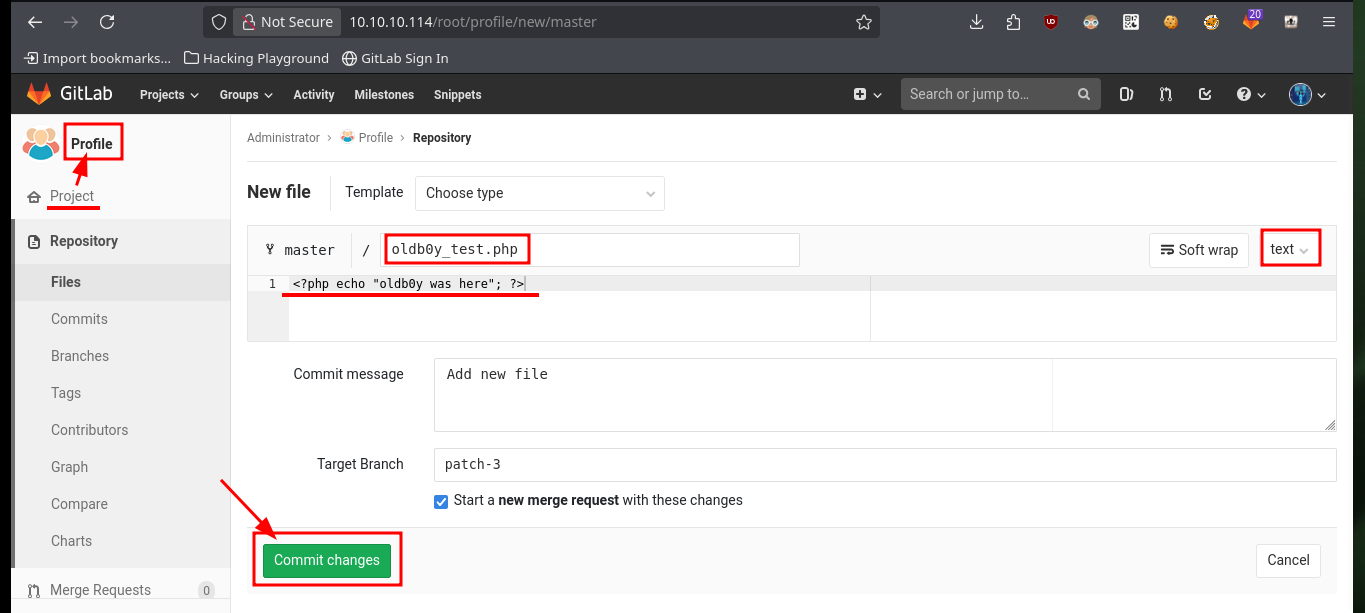 Not Secure 10.10.10.114/root/profile/new/master 20
Import bookmarks... Hacking Playground GitLab Sign In
GitLab Projects Groups Activity Milestones Snippets Search or jump to…
Profile
Administrator › Profile › Repository
New file Template Choose type
Project
Repository
master / oldb0y_test.php Soft wrap text
Files
1 <?php echo "oldb0y was here"; ?>
Commits
Branches
Tags
Contributors
Graph
Compare
Charts
Merge Requests 0
Commit message Add new file
Target Branch patch-3
Start a new merge request with these changes
Commit changes Cancel